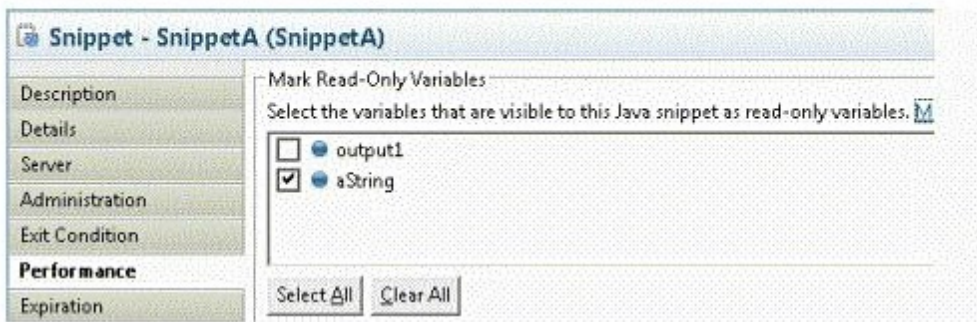 Snippet - SnippetA (SnippetA)
Description
Details
Server
Administration
Exit Condition
Performance
Expiration
Mark Read-Only Variables
Select the variables that are visible to this Java snippet as read-only variables. M
output1
aString
Select All
Clear All